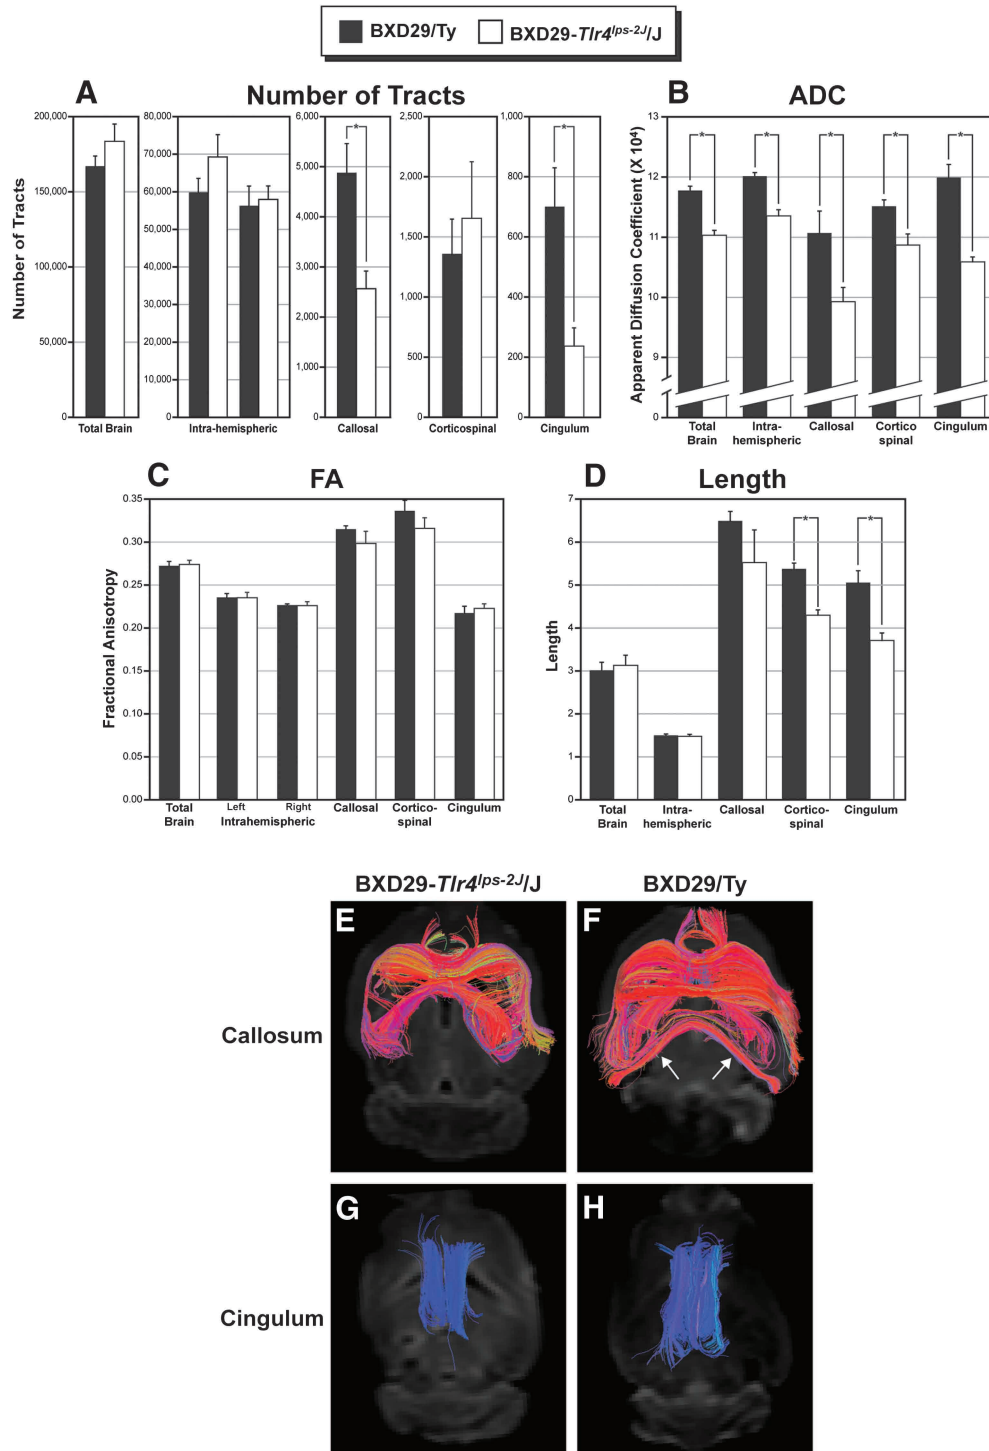 BXD29/Ty BXD29-Tlr4lps-2J/J
A Number of Tracts
Number of Tracts
200,000
150,000
100,000
50,000
0
Total Brain
80,000
70,000
60,000
50,000
40,000
30,000
20,000
10,000
0
Intra-hemispheric
6,000
5,000
4,000
3,000
2,000
1,000
0
*
Callosal
2,500
2,000
1,500
1,000
500
0
Corticospinal
1,000
800
600
400
200
0
*
Cingulum
B ADC
Apparent Diffusion Coefficient (X 10⁴)
13
12
11
10
9
0
* * * * *
Total Brain
Intra-hemispheric
Callosal
Cortico spinal
Cingulum
C FA
Fractional Anisotropy
0.35
0.30
0.25
0.20
0.15
0.10
0.05
0.00
Total Brain
Left Right
Intrahemispheric
Callosal
Cortico-spinal
Cingulum
D Length
Length
7
6
5
4
3
2
1
0
* *
Total Brain
Intra-hemispheric
Callosal
Cortico-spinal
Cingulum
BXD29-Tlr4lps-2J/J BXD29/Ty
E F
Callosum
G H
Cingulum